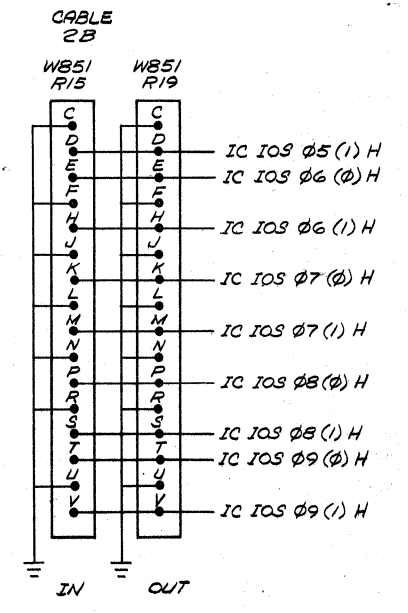 CABLE
2B
W851 W851
R15 R19
C C
D D IC IOS Ø5(1) H
E E IC IOS Ø6(Ø) H
F F
H H IC IOS Ø6(1) H
J J
K K IC IOS Ø7(Ø) H
L L
M M IC IOS Ø7(1) H
N N
P P IC IOS Ø8(Ø) H
R R
S S IC IOS Ø8(1) H
T T IC IOS Ø9(Ø) H
U U
V V IC IOS Ø9(1) H
IN OUT